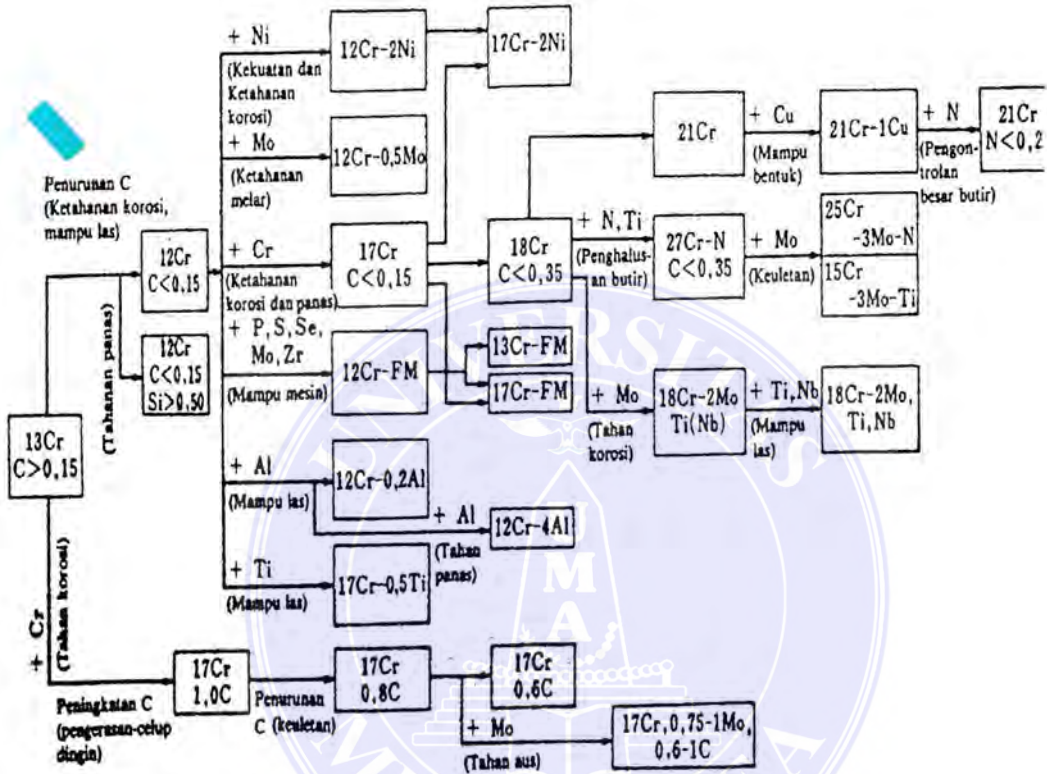 + Ni
(Kekuatan dan
Ketahanan
korosi)
12Cr-2Ni
17Cr-2Ni
+ Mo
(Ketahanan
melar)
12Cr-0,5Mo
21Cr
+ Cu
(Mampu
bentuk)
21Cr-1Cu
+ N
(Pengon-
trolan
besar butir)
21Cr
N<0,2
Penurunan C
(Ketahanan korosi,
mampu las)
12Cr
C<0,15
+ Cr
(Ketahanan
korosi dan panas)
17Cr
C<0,15
18Cr
C<0,35
+ N,Ti
(Penghalus-
an butir)
27Cr-N
C<0,35
+ Mo
(Keuletan)
25Cr
-3Mo-N
15Cr
-3Mo-Ti
(Tahanan panas)
12Cr
C<0,15
Si>0,50
+ P,S,Se,
Mo,Zr
(Mampu mesin)
12Cr-FM
13Cr-FM
17Cr-FM
+ Mo
(Tahan
korosi)
18Cr-2Mo
Ti(Nb)
+ Ti,Nb
(Mampu
las)
18Cr-2Mo,
Ti,Nb
13Cr
C>0,15
+ Al
(Mampu las)
12Cr-0,2Al
+ Al
(Tahan
panas)
12Cr-4Al
+ Ti
(Mampu las)
17Cr-0,5Ti
+ Cr
(Tahan korosi)
Peningkatan C
(pengerasan-celup
dingin)
17Cr
1,0C
Penurunan
C (keuletan)
17Cr
0,8C
17Cr
0,6C
+ Mo
(Tahan aus)
17Cr,0,75-1Mo,
0,6-1C
UNIVERSITAS
U
M
A